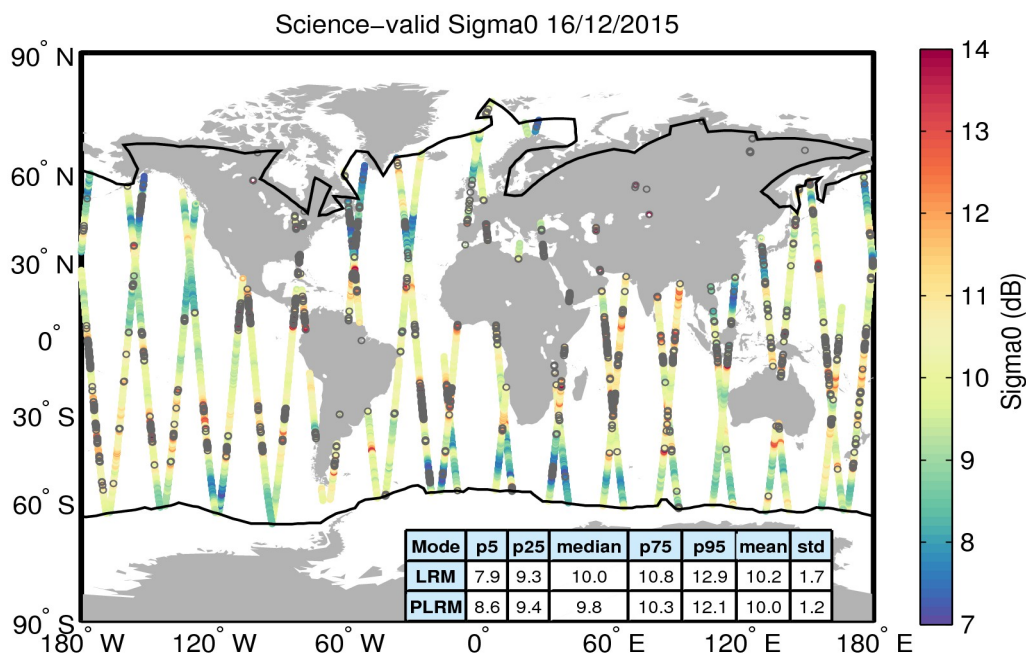 Science−valid Sigma0 16/12/2015
90° N
60° N
30° N
0°
30° S
60° S
90° S
180° W
120° W
60° W
0°
60° E
120° E
180° E
14
13
12
11
10
9
8
7
Sigma0 (dB)
Mode p5 p25 median p75 p95 mean std
LRM 7.9 9.3 10.0 10.8 12.9 10.2 1.7
PLRM 8.6 9.4 9.8 10.3 12.1 10.0 1.2